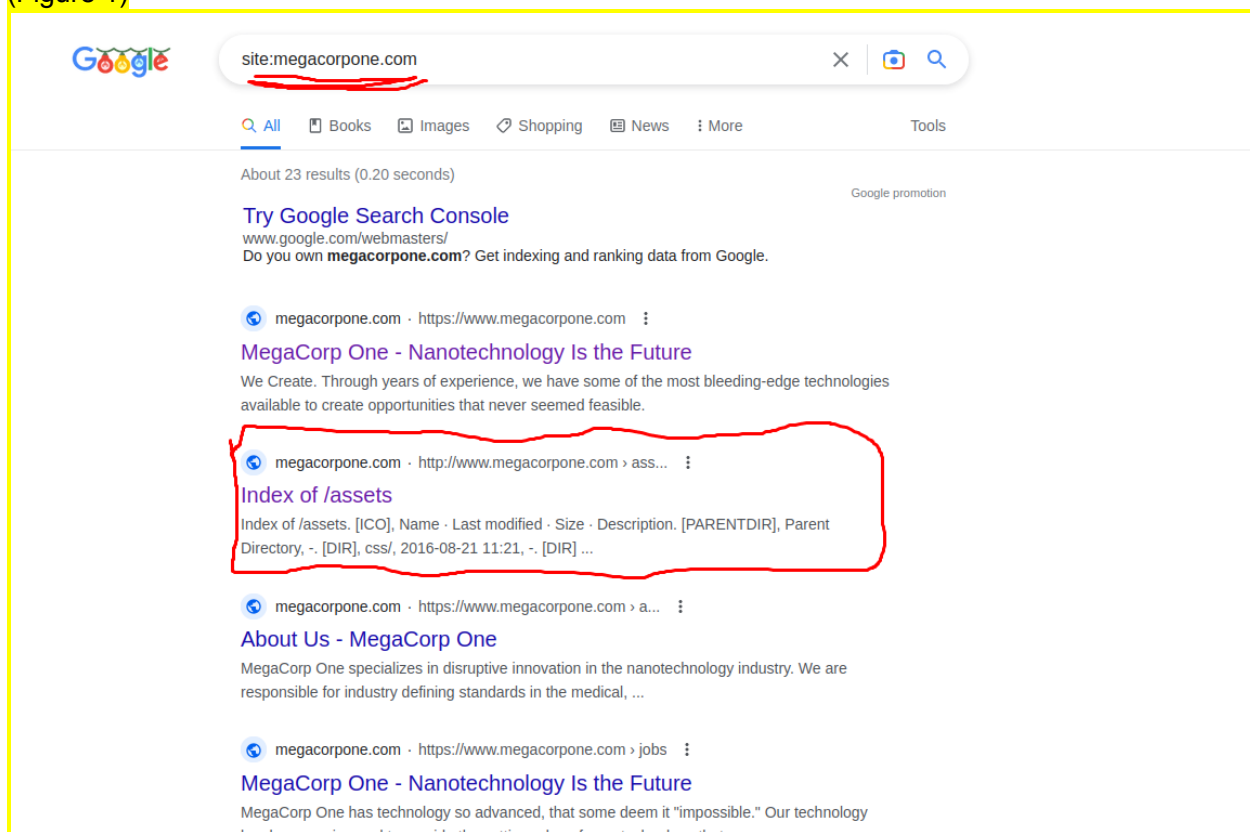 (Figure 1)
Google
site:megacorpone.com
All Books Images Shopping News More Tools
About 23 results (0.20 seconds)
Google promotion
Try Google Search Console
www.google.com/webmasters/
Do you own megacorpone.com? Get indexing and ranking data from Google.
megacorpone.com · https://www.megacorpone.com
MegaCorp One - Nanotechnology Is the Future
We Create. Through years of experience, we have some of the most bleeding-edge technologies
available to create opportunities that never seemed feasible.
megacorpone.com · http://www.megacorpone.com › ass...
Index of /assets
Index of /assets. [ICO], Name · Last modified · Size · Description. [PARENTDIR], Parent
Directory, -. [DIR], css/, 2016-08-21 11:21, -. [DIR] ...
megacorpone.com · https://www.megacorpone.com › a...
About Us - MegaCorp One
MegaCorp One specializes in disruptive innovation in the nanotechnology industry. We are
responsible for industry defining standards in the medical, ...
megacorpone.com · https://www.megacorpone.com › jobs
MegaCorp One - Nanotechnology Is the Future
MegaCorp One has technology so advanced, that some deem it "impossible." Our technology